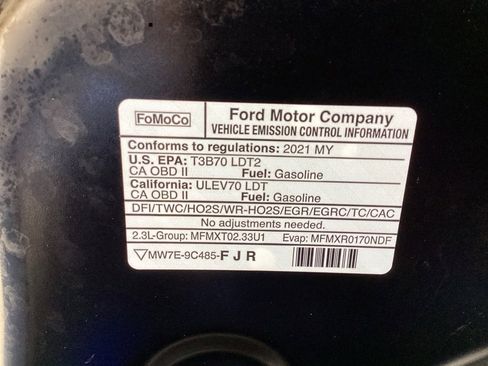 FoMoCo
Ford Motor Company
VEHICLE EMISSION CONTROL INFORMATION
Conforms to regulations: 2021 MY
U.S. EPA: T3B70 LDT2
CA OBD II Fuel: Gasoline
California: ULEV70 LDT
CA OBD II Fuel: Gasoline
DFI/TWC/HO2S/WR-HO2S/EGR/EGRC/TC/CAC
No adjustments needed.
2.3L-Group: MFMXT02.33U1 Evap: MFMXR0170NDF
▽MW7E-9C485-F J R